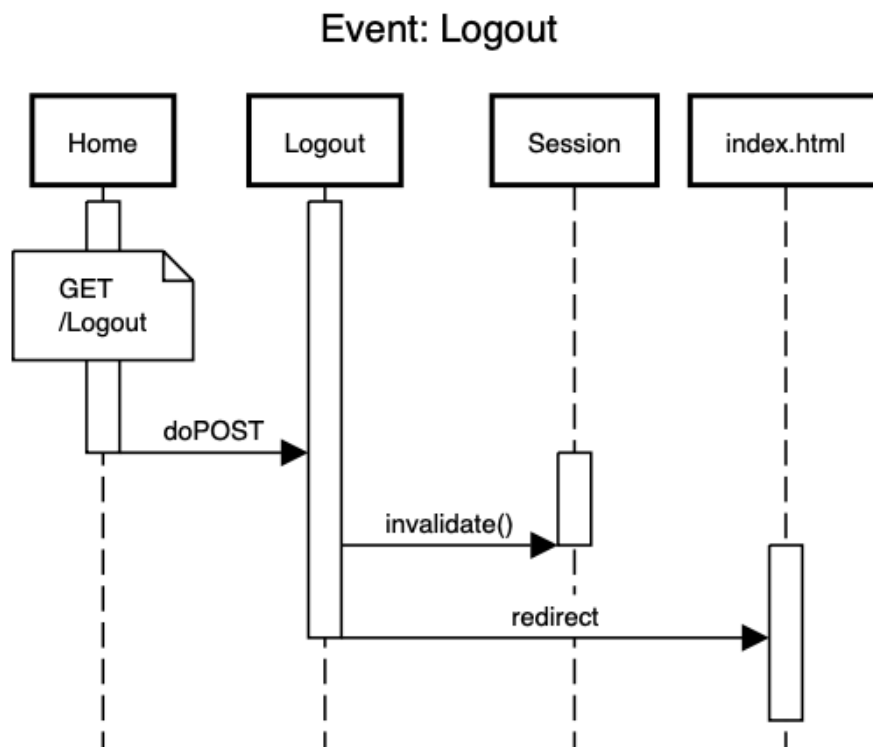 Event: Logout
Home
Logout
Session
index.html
GET
/Logout
doPOST
invalidate()
redirect